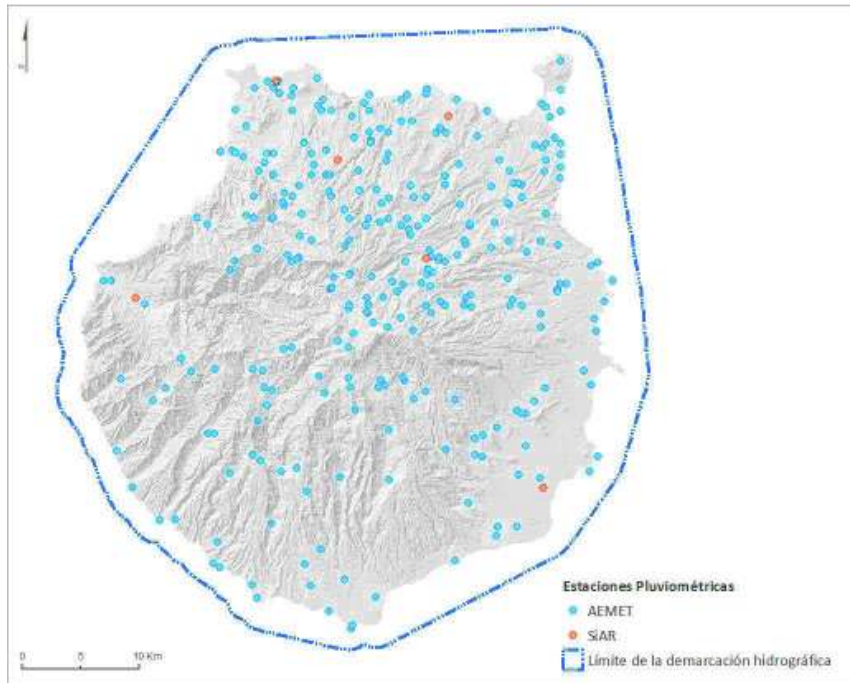 Estaciones Pluviométricas
AEMET
SiAR
Límite de la demarcación hidrográfica
0 5 10 Km